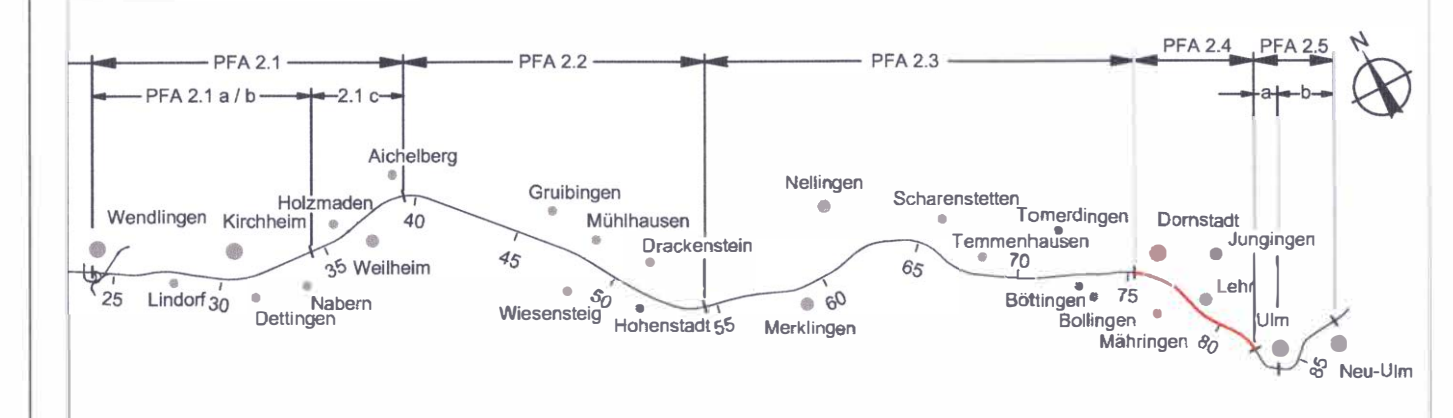 PFA 2.1
PFA 2.2
PFA 2.3
PFA 2.4
PFA 2.5
N
PFA 2.1 a / b
2.1 c
a
b
Aichelberg
Wendlingen
Kirchheim
Holzmaden
40
Gruibingen
Mühlhausen
Drackenstein
Nellingen
Scharenstetten
Tomerdingen
Temmenhausen
Dornstadt
Jungingen
25
Lindorf
30
Dettingen
Nabern
35
Weilheim
45
Wiesensteig
50
Hohenstadt
55
Merklingen
60
65
70
Böttingen
Bollingen
75
Mähringen
80
Lehr
Ulm
85
Neu-Ulm